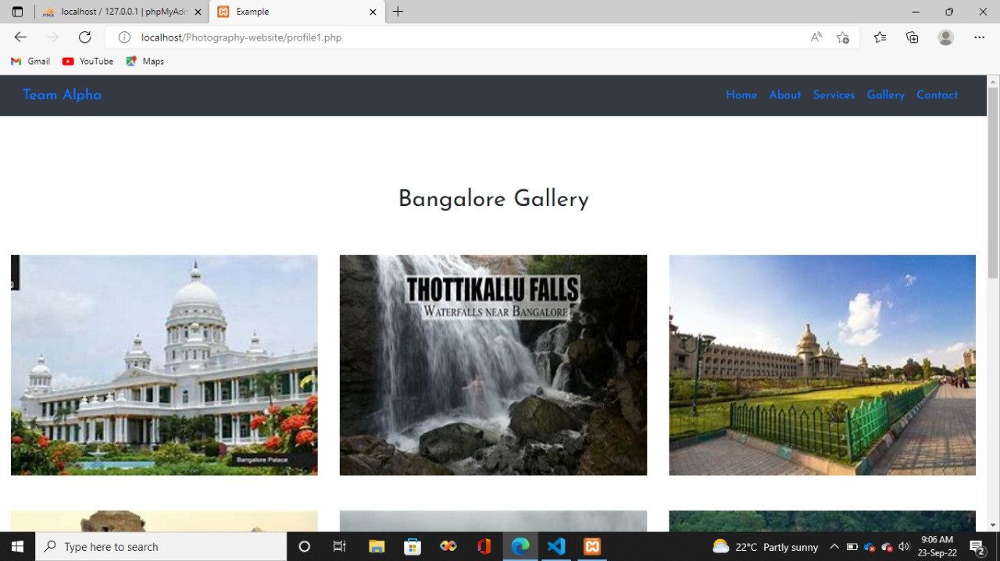 localhost / 127.0.0.1 | phpMyAdm
Example
localhost/Photography-website/profile1.php
Gmail
YouTube
Maps
Team Alpha
Home
About
Services
Gallery
Contact
Bangalore Gallery
THOTTIKALLU FALLS
WATERFALLS NEAR BANGALORE
Bangalore Palace
Type here to search
22°C Partly sunny
9:06 AM
23-Sep-22
2